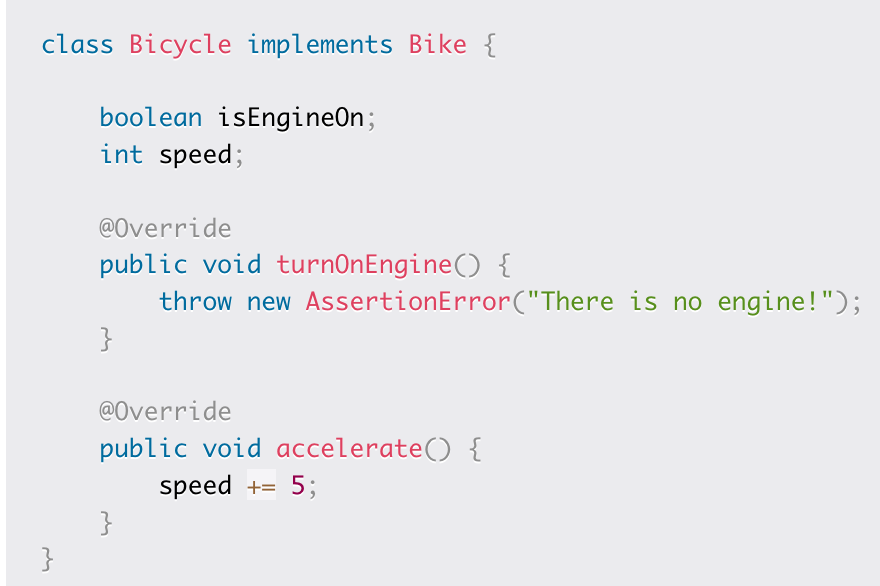 class Bicycle implements Bike {
boolean isEngineOn;
int speed;
@Override
public void turnOnEngine() {
throw new AssertionError("There is no engine!");
}
@Override
public void accelerate() {
speed += 5;
}
}